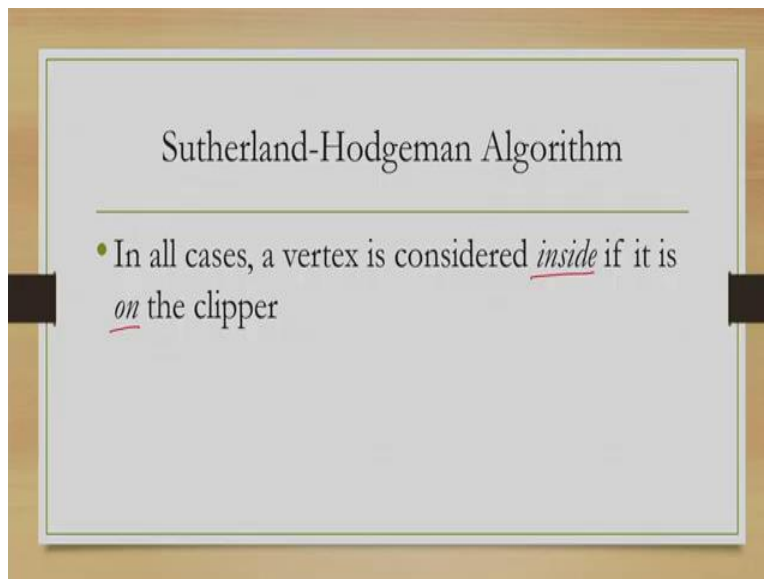 Sutherland-Hodgeman Algorithm
• In all cases, a vertex is considered inside if it is
on the clipper